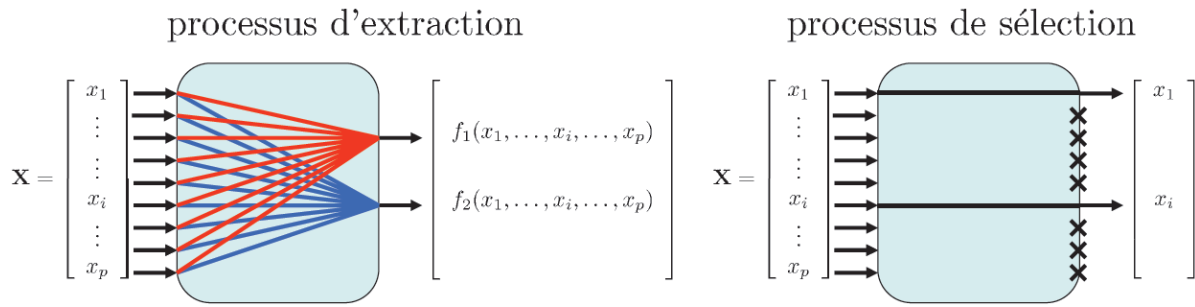 processus d'extraction
X =
x₁
⋮
⋮
xᵢ
⋮
xₚ
f₁(x₁, . . . , xᵢ, . . . , xₚ)
f₂(x₁, . . . , xᵢ, . . . , xₚ)
processus de sélection
X =
x₁
⋮
⋮
xᵢ
⋮
xₚ
x₁
xᵢ